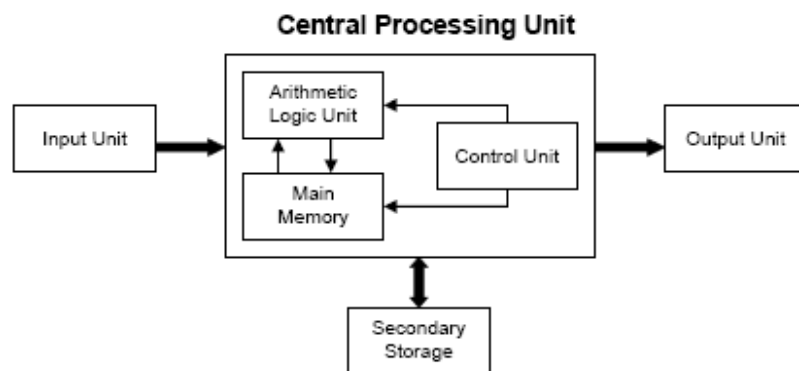 Central Processing Unit
Arithmetic
Logic Unit
Input Unit
Control Unit
Output Unit
Main
Memory
Secondary
Storage